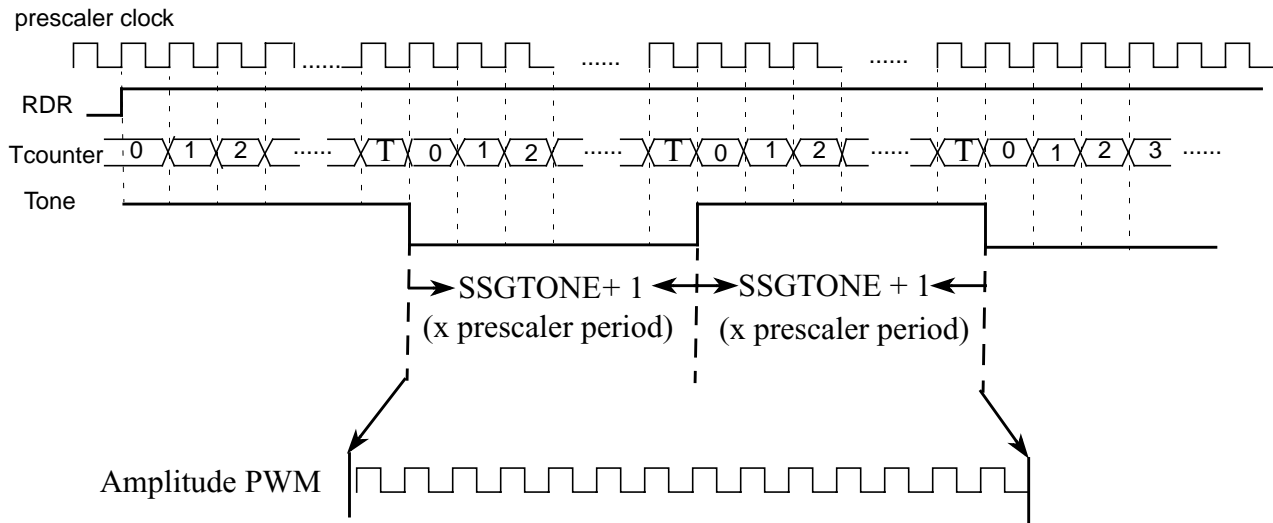 prescaler clock
...... ...... ......
RDR
Tcounter 0 1 2 ...... T 0 1 2 ...... T 0 1 2 ...... T 0 1 2 3 ......
Tone
SSGTONE+ 1 SSGTONE + 1
(x prescaler period) (x prescaler period)
Amplitude PWM